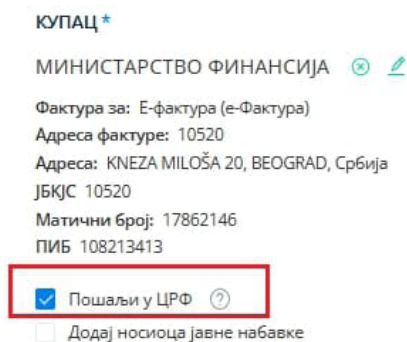 КУПАЦ *
МИНИСТАРСТВО ФИНАНСИЈА
Фактура за: Е-фактура (е-Фактура)
Адреса фактуре: 10520
Адреса: KNEZA MILOŠA 20, BEOGRAD, Србија
ЈБКЈС 10520
Матични број: 17862146
ПИБ 108213413
Пошаљи у ЦРФ ?
Додај носиоца јавне набавке